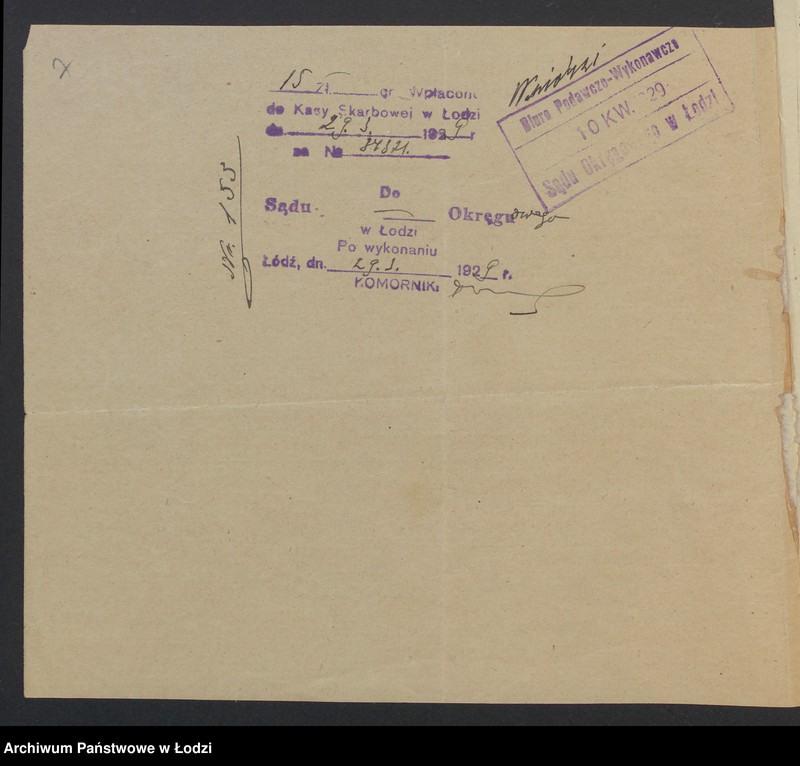 7
15 zł. gr. Wpłacono
do Kasy Skarbowej w Łodzi
dn. 29.3. 1929 r
za №
Do
Sądu Okręgowego
w Łodzi
Po wykonaniu
Łódź, dn. 29.3. 1929 r.
KOMORNIK:
Biuro Podawczo-Wykonawcze
10 KW. 929
Sądu Okręgowego w Łodzi
155
Archiwum Państwowe w Łodzi